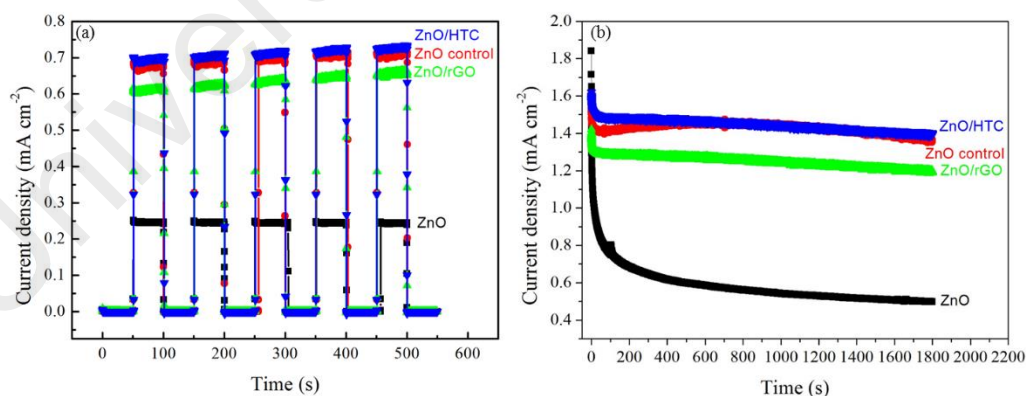 (a)
ZnO/HTC
ZnO control
ZnO/rGO
ZnO
0.8
0.7
0.6
0.5
0.4
0.3
0.2
0.1
0.0
Current density (mA cm-2)
0 100 200 300 400 500 600
Time (s)
(b)
ZnO/HTC
ZnO control
ZnO/rGO
ZnO
2.0
1.8
1.6
1.4
1.2
1.0
0.8
0.6
0.4
Current density (mA cm-2)
0 200 400 600 800 1000 1200 1400 1600 1800 2000 2200
Time (s)
Univers